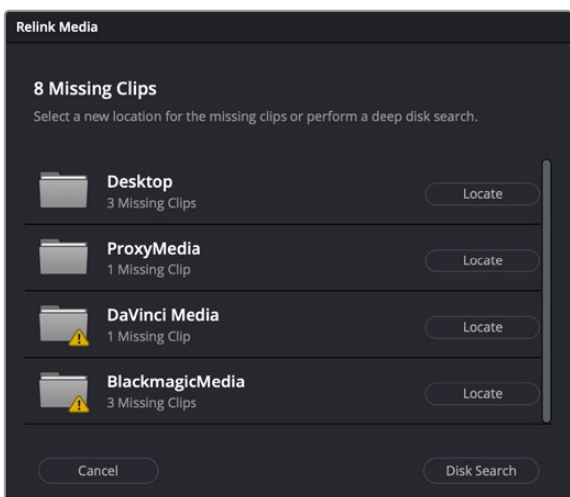 Relink Media
8 Missing Clips
Select a new location for the missing clips or perform a deep disk search.
Desktop
3 Missing Clips
Locate
ProxyMedia
1 Missing Clip
Locate
DaVinci Media
1 Missing Clip
Locate
BlackmagicMedia
3 Missing Clips
Locate
Cancel
Disk Search